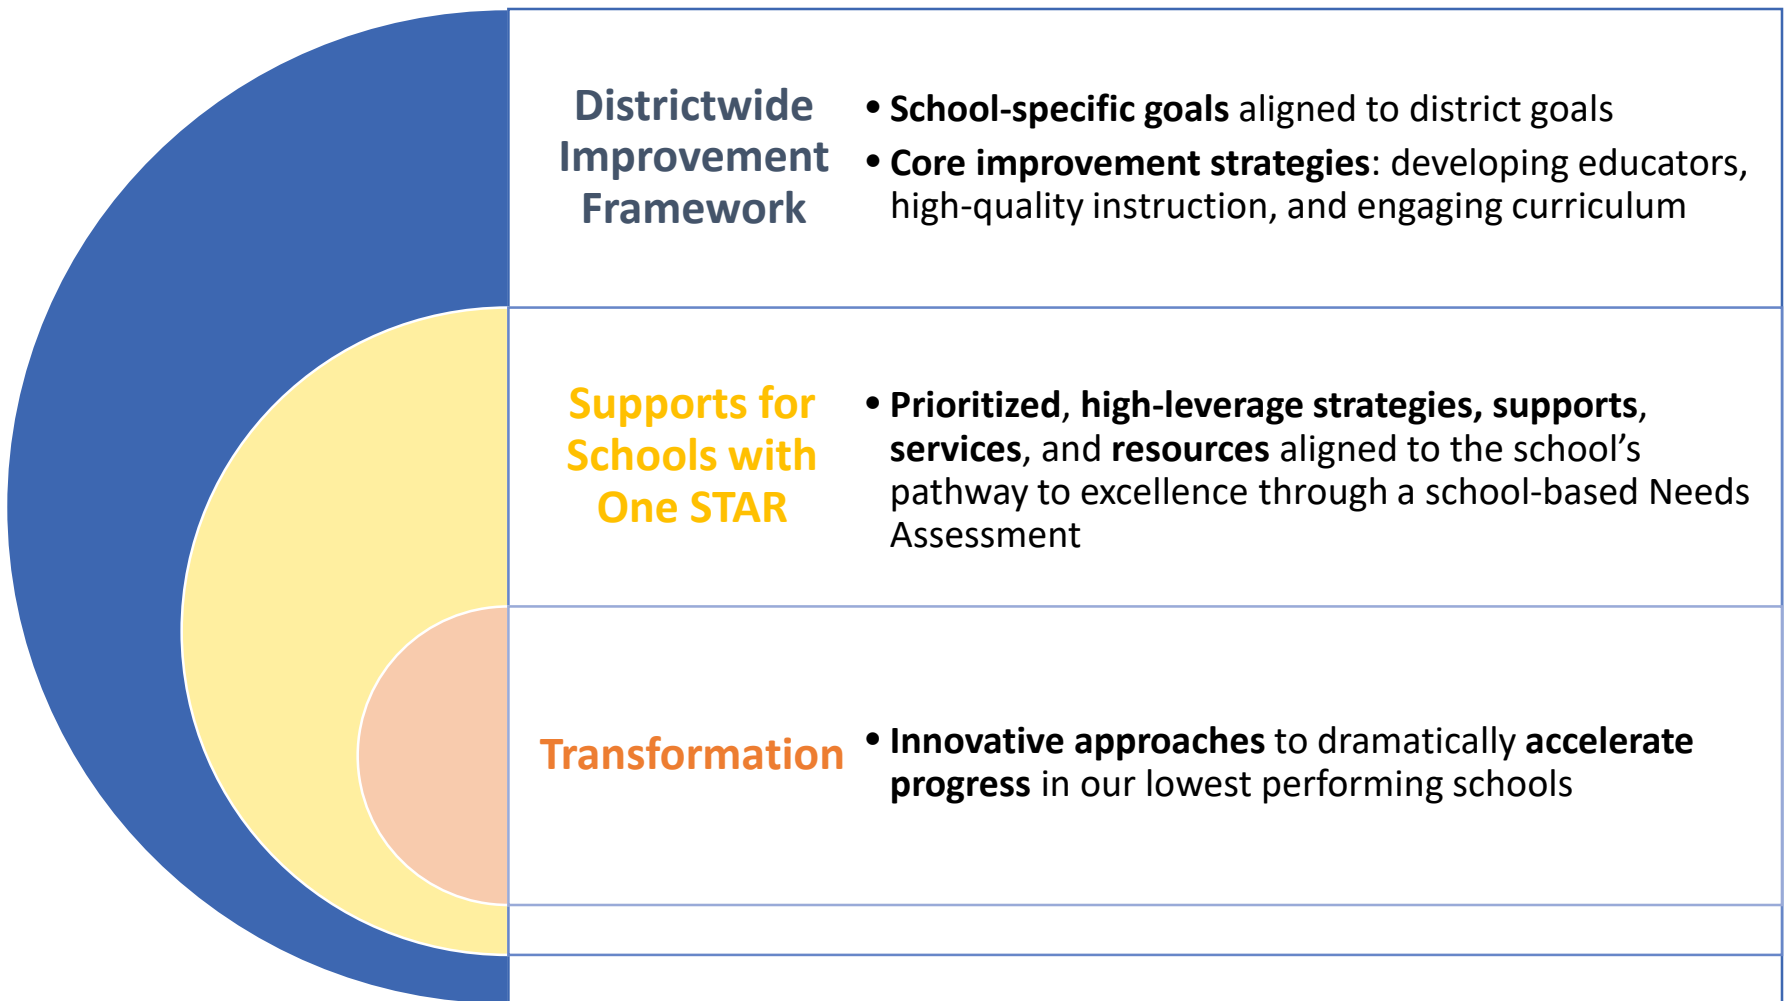 Districtwide
Improvement
Framework
• School-specific goals aligned to district goals
• Core improvement strategies: developing educators,
high-quality instruction, and engaging curriculum
Supports for
Schools with
One STAR
• Prioritized, high-leverage strategies, supports,
services, and resources aligned to the school’s
pathway to excellence through a school-based Needs
Assessment
Transformation
• Innovative approaches to dramatically accelerate
progress in our lowest performing schools